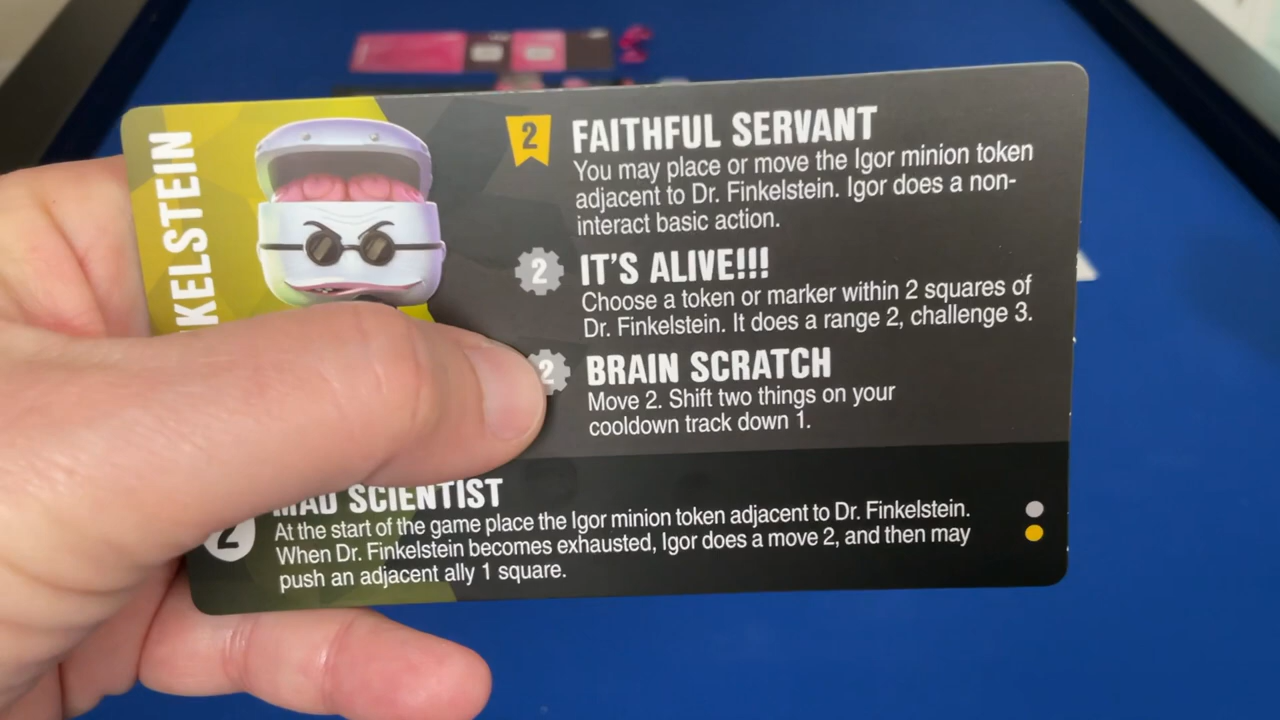 KELSTEIN
2 FAITHFUL SERVANT
You may place or move the Igor minion token
adjacent to Dr. Finkelstein. Igor does a non-
interact basic action.
2 IT'S ALIVE!!!
Choose a token or marker within 2 squares of
Dr. Finkelstein. It does a range 2, challenge 3.
2 BRAIN SCRATCH
Move 2. Shift two things on your
cooldown track down 1.
MAD SCIENTIST
2 At the start of the game place the Igor minion token adjacent to Dr. Finkelstein.
When Dr. Finkelstein becomes exhausted, Igor does a move 2, and then may
push an adjacent ally 1 square.